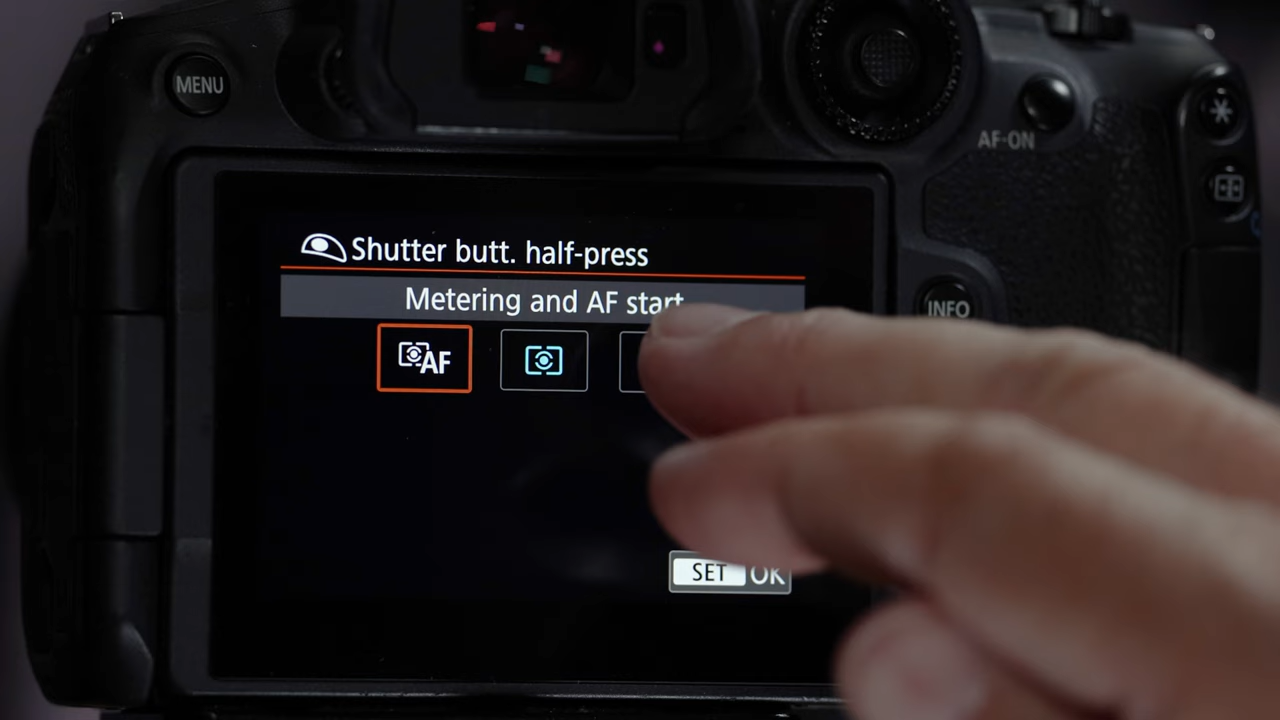 MENU
AF-ON
Shutter butt. half-press
Metering and AF start
INFO
AF
SET OK